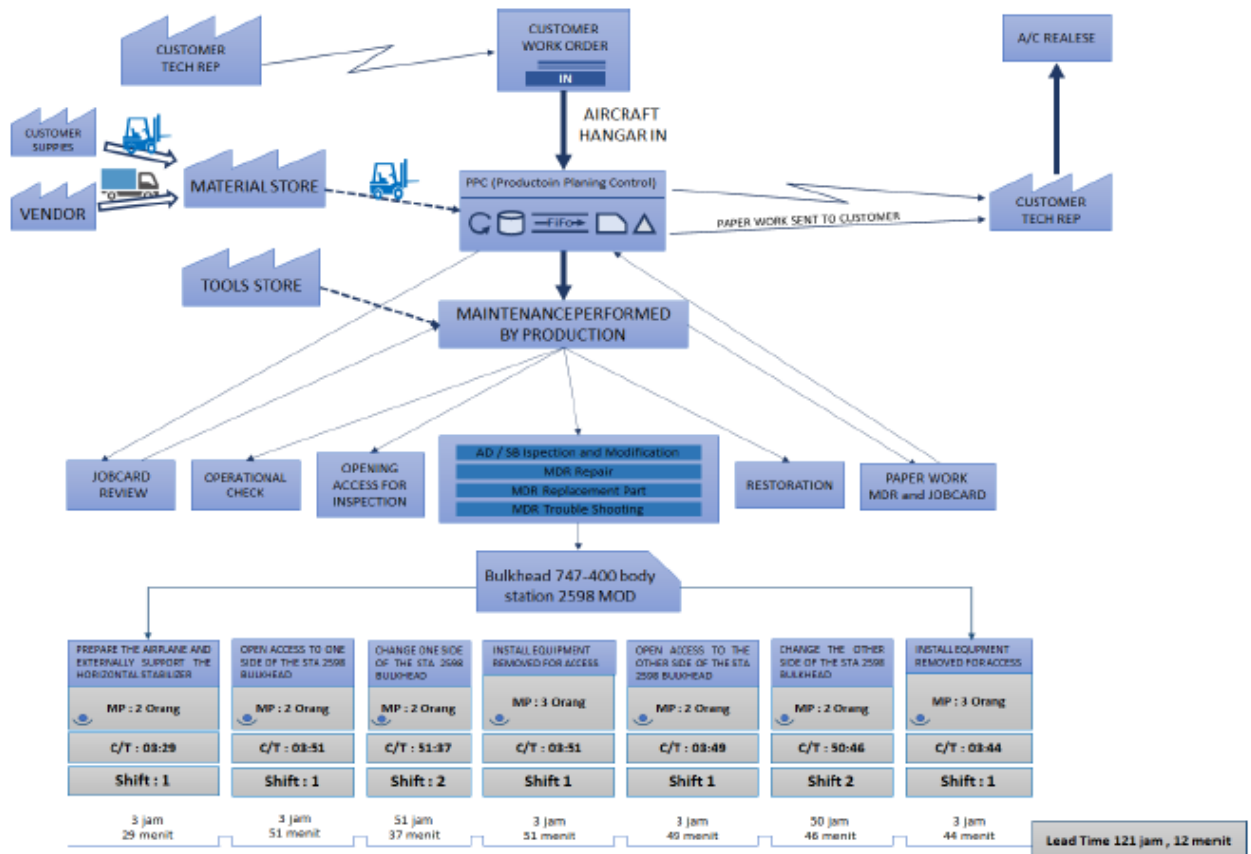 CUSTOMER
TECH REP
CUSTOMER
WORK ORDER
IN
A/C REALESE
AIRCRAFT
HANGAR IN
CUSTOMER
SUPPIES
VENDOR
MATERIAL STORE
PPC (Productoin Planing Control)
FiFo
PAPER WORK SENT TO CUSTOMER
CUSTOMER
TECH REP
TOOLS STORE
MAINTENANCEPERFORMED
BY PRODUCTION
JOBCARD
REVIEW
OPERATIONAL
CHECK
OPENING
ACCESS FOR
INSPECTION
AD / SB Ispection and Modification
MDR Repair
MDR Replacement Part
MDR Trouble Shooting
RESTORATION
PAPER WORK
MDR and JOBCARD
Bulkhead 747-400 body
station 2598 MOD
PREPARE THE AIRPLANE AND
EXTERNALLY SUPPORT THE
HORIZONTAL STABILIZER
MP : 2 Orang
C/T : 03:29
Shift : 1
OPEN ACCESS TO ONE
SIDE OF THE STA 2598
BULKHEAD
MP : 2 Orang
C/T : 03:51
Shift : 1
CHANGE ONE SIDE
OF THE STA 2598
BULKHEAD
MP : 2 Orang
C/T : 51:37
Shift : 2
INSTALL EQUIPMENT
REMOVED FOR ACCESS
MP : 3 Orang
C/T : 03:51
Shift 1
OPEN ACCESS TO THE
OTHER SIDE OF THE STA
2598 BULKHEAD
MP : 2 Orang
C/T : 03:49
Shift 1
CHANGE THE OTHER
SIDE OF THE STA 2598
BULKHEAD
MP : 2 Orang
C/T : 50:46
Shift 2
INSTALL EQUIPMENT
REMOVED FOR ACCESS
MP : 3 Orang
C/T : 03:44
Shift : 1
3 jam
29 menit
3 jam
51 menit
51 jam
37 menit
3 jam
51 menit
3 jam
49 menit
50 jam
46 menit
3 jam
44 menit
Lead Time 121 jam , 12 menit